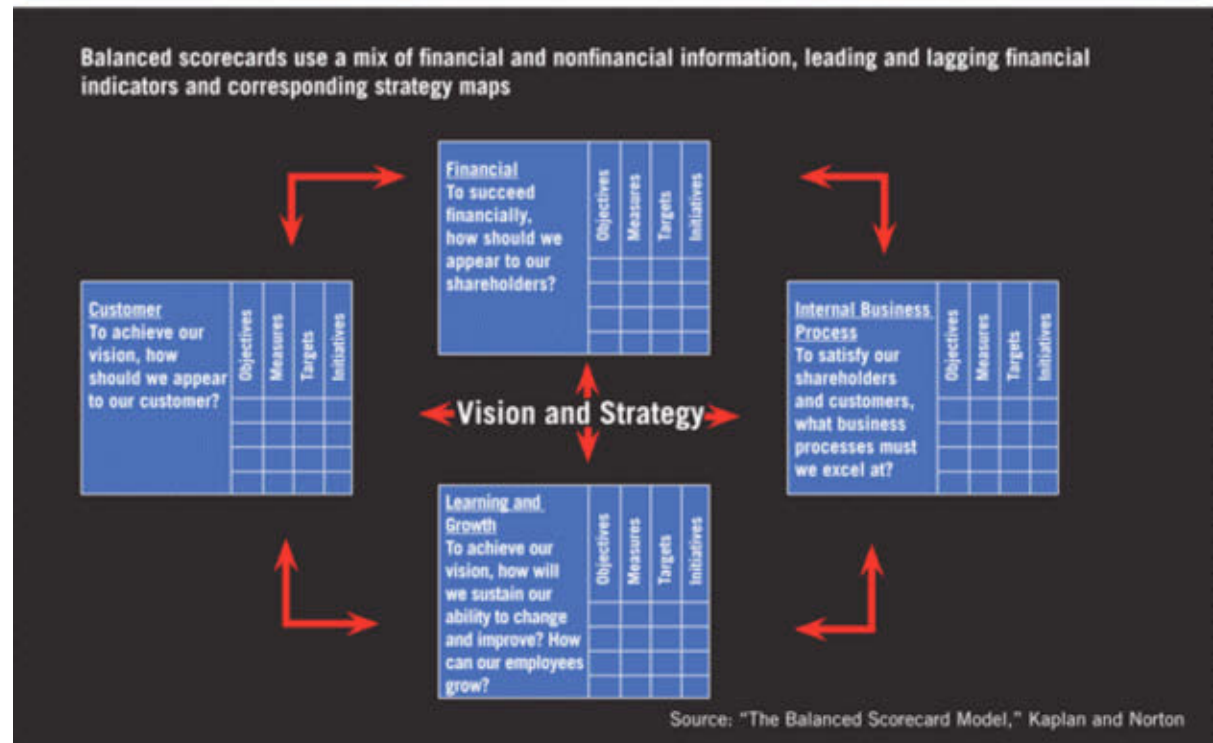 Balanced scorecards use a mix of financial and nonfinancial information, leading and lagging financial
indicators and corresponding strategy maps
Financial
To succeed
financially,
how should we
appear to our
shareholders?
Objectives
Measures
Targets
Initiatives
Customer
To achieve our
vision, how
should we appear
to our customer?
Objectives
Measures
Targets
Initiatives
Vision and Strategy
Internal Business
Process
To satisfy our
shareholders
and customers,
what business
processes must
we excel at?
Objectives
Measures
Targets
Initiatives
Learning and
Growth
To achieve our
vision, how will
we sustain our
ability to change
and improve? How
can our employees
grow?
Objectives
Measures
Targets
Initiatives
Source: "The Balanced Scorecard Model," Kaplan and Norton